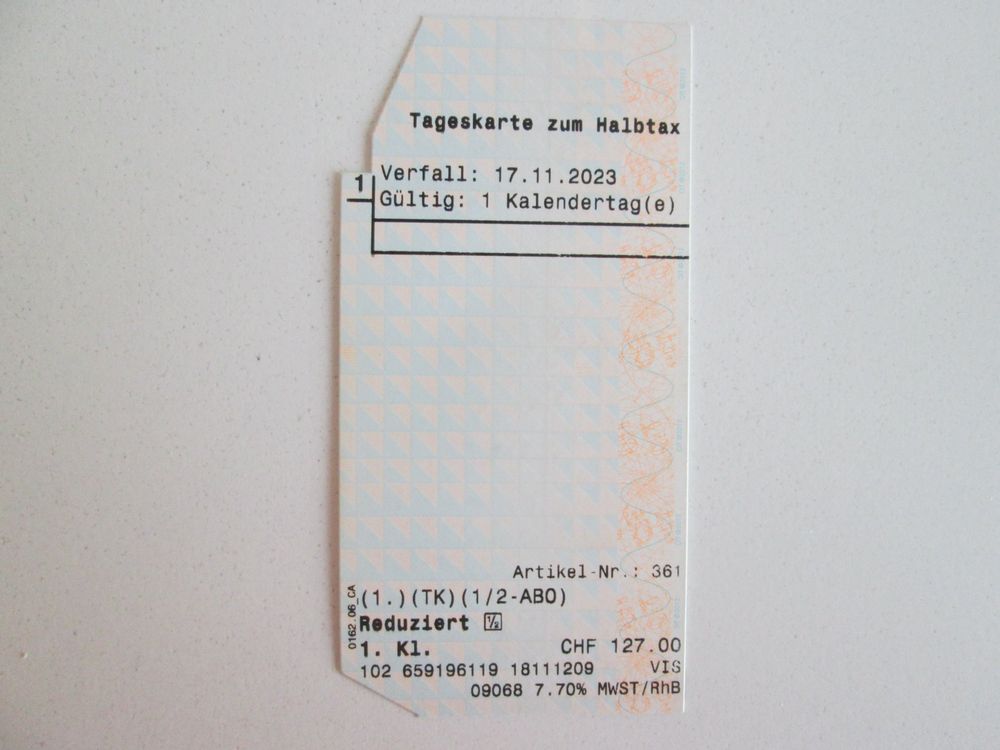 Tageskarte zum Halbtax
1
Verfall: 17.11.2023
Gültig: 1 Kalendertag(e)
Artikel-Nr.: 361
(1.)(TK)(1/2-ABO)
Reduziert ½
1. Kl. CHF 127.00
102 659196119 18111209 VIS
09068 7.70% MWST/RhB
0162.06_CA